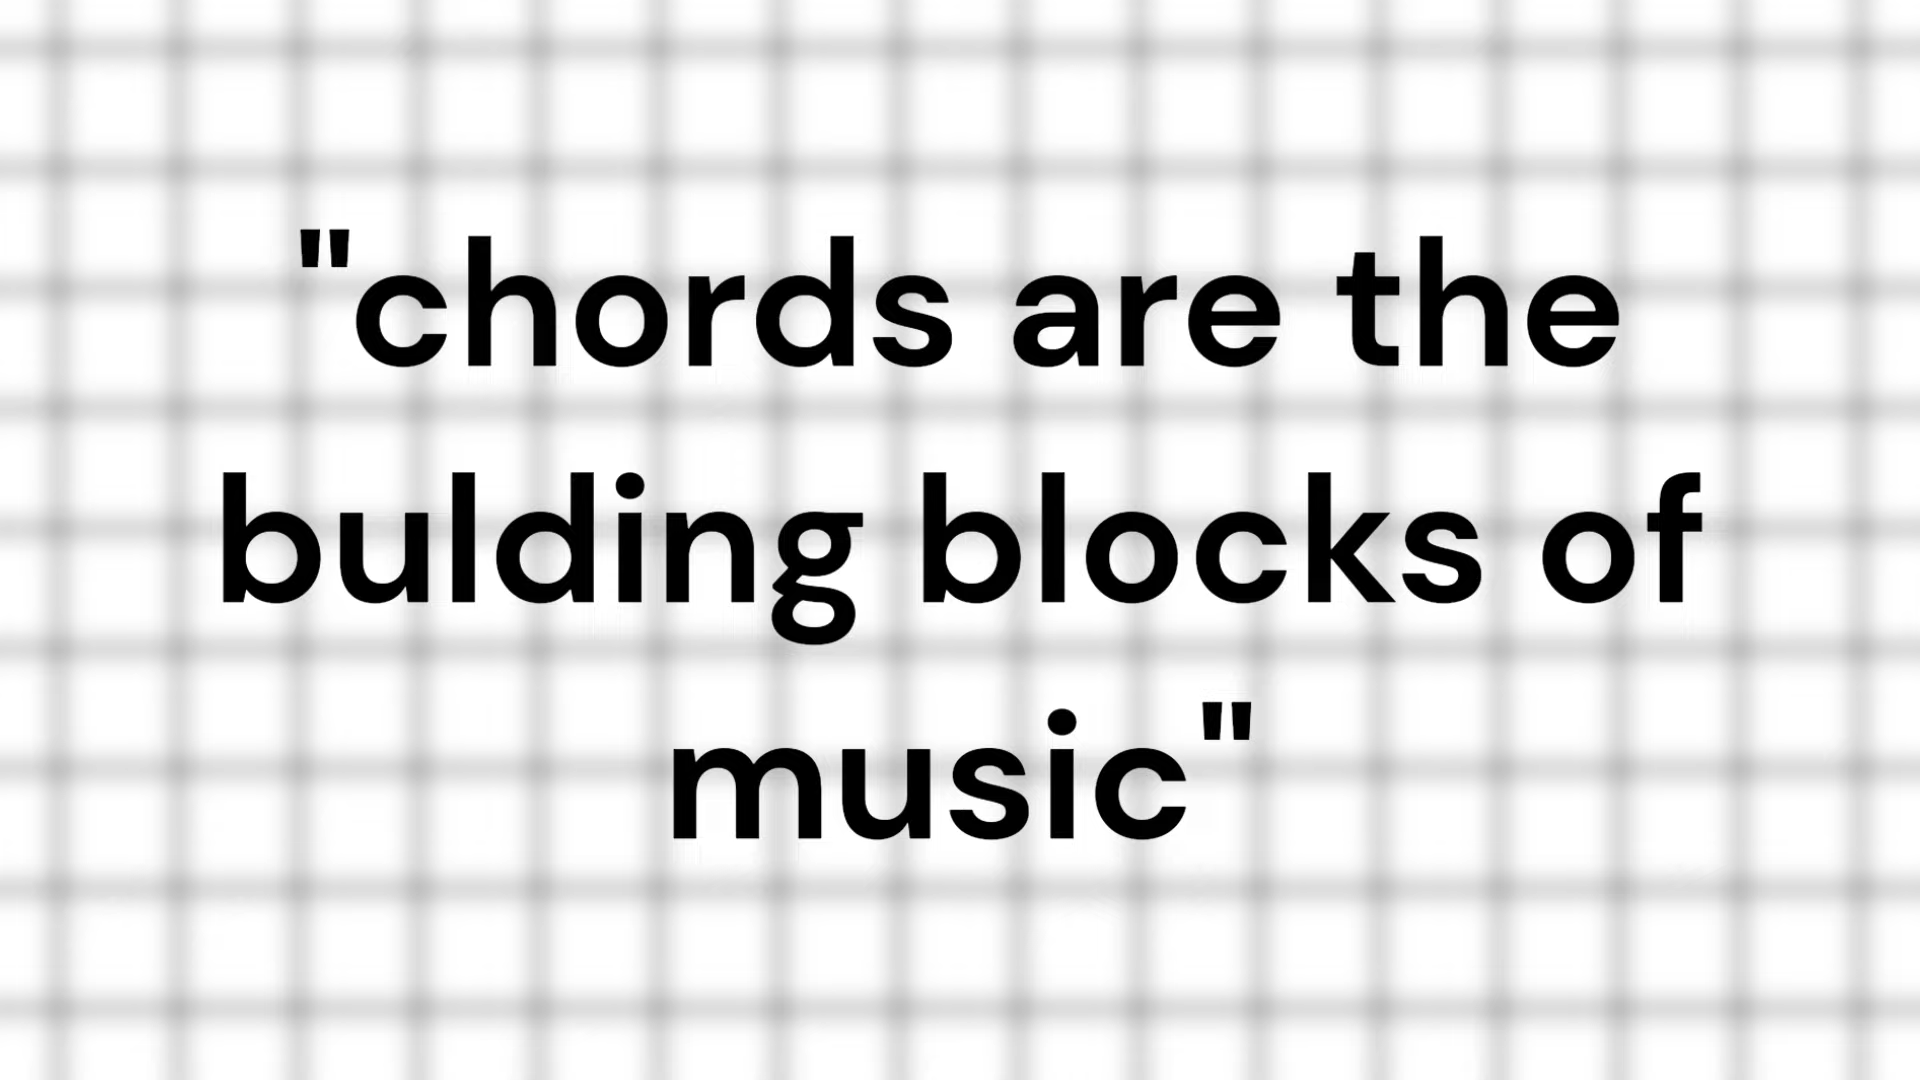 "chords are the
bulding blocks of
music"